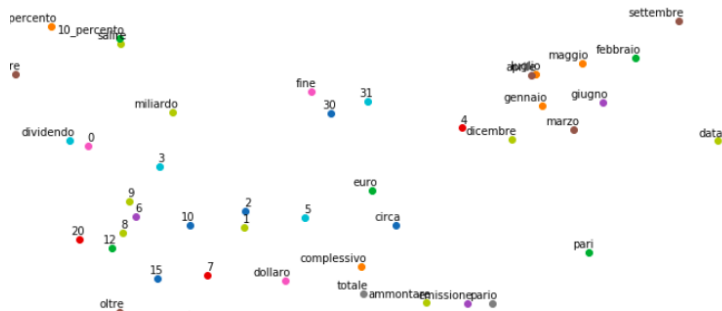 settembre
percento
10_percento
salire
febbraio
maggio
luglio
aprile
re
fine
31
30
gennaio
giugno
miliardo
4
dicembre
marzo
data
dividendo
0
3
euro
9
6
2
5
10
1
circa
8
20
12
pari
15
7
dollaro
complessivo
totale
ammontare
emissione
pario
oltre